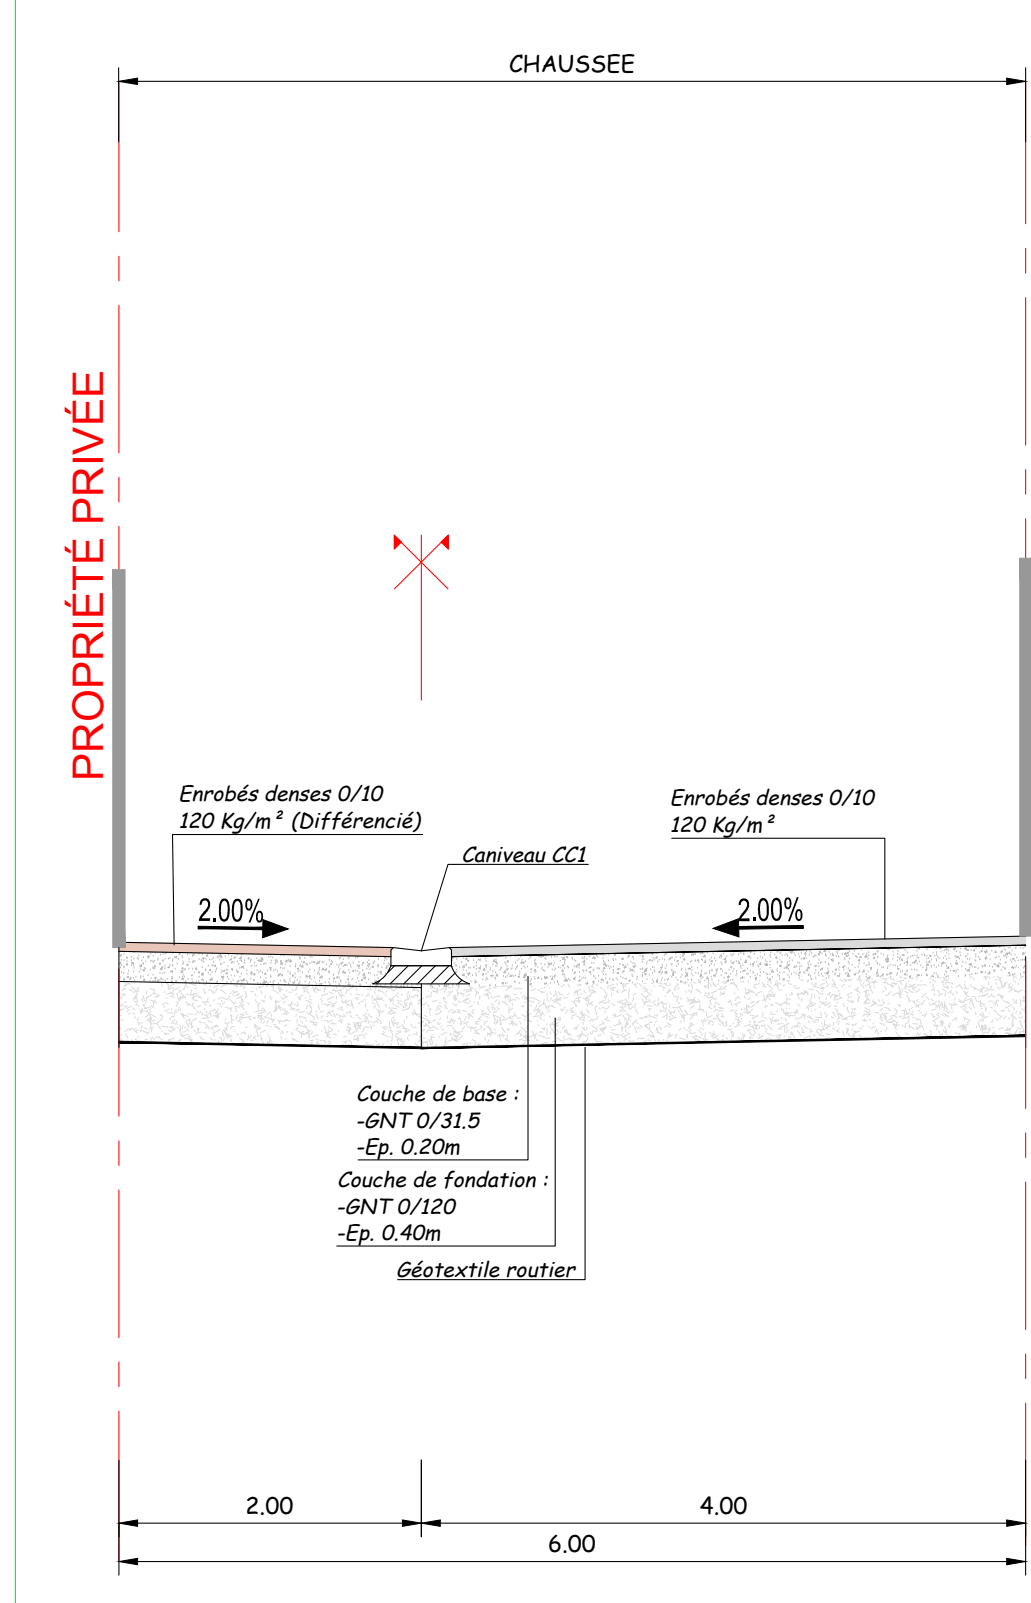 CHAUSSEE
PROPRIÉTÉ PRIVÉE
Enrobés denses 0/10
120 Kg/m² (Différencié)
Enrobés denses 0/10
120 Kg/m²
Caniveau CC1
2.00%
2.00%
Couche de base :
-GNT 0/31.5
-Ep. 0.20m
Couche de fondation :
-GNT 0/120
-Ep. 0.40m
Géotextile routier
2.00
4.00
6.00